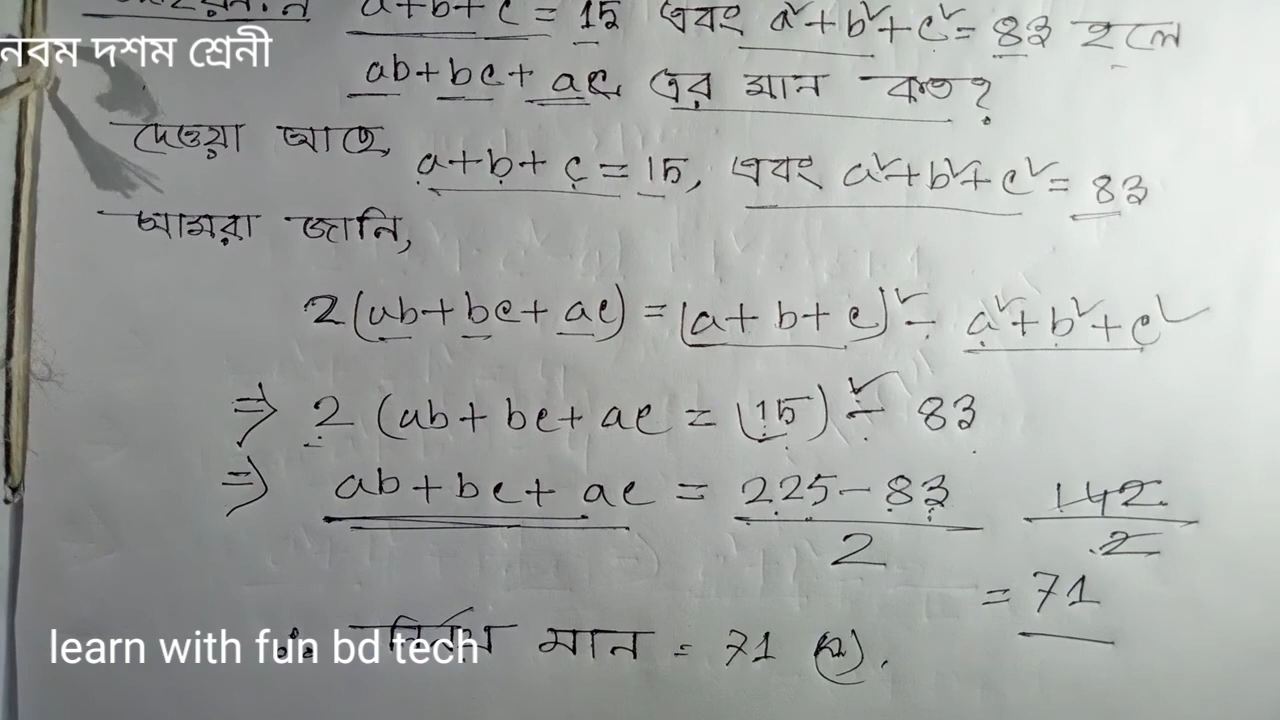 a+b+c = 15 এবং a²+b²+c² = 83 হলে
নবম দশম শ্রেনী
ab+bc+ac এর মান কত?
দেওয়া আছে,
a+b+c = 15, এবং a²+b²+c² = 83
আমরা জানি,
2(ab+bc+ac) = (a+b+c)² - a²+b²+c²
⇒ 2 (ab+bc+ac = (15)² - 83
⇒ ab+bc+ac = 225-83/2 142/2
= 71
∴ নির্ণেয় মান = 71
learn with fun bd tech